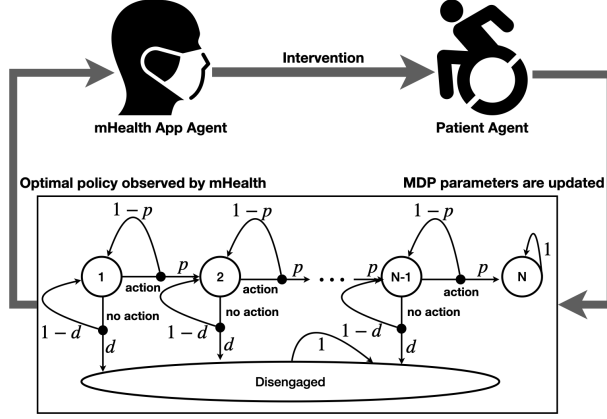 Intervention
mHealth App Agent
Patient Agent
Optimal policy observed by mHealth
MDP parameters are updated
1 − p
1 − p
1 − p
1
1
p
2
p
· · ·
p
N-1
p
N
action
action
action
no action
no action
no action
1 − d
1 − d
1 − d
d
d
d
1
Disengaged